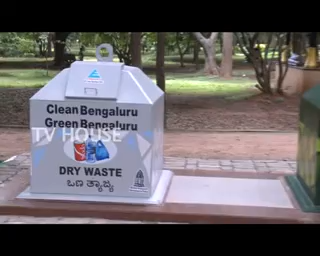 Clean Bengaluru
Green Bengaluru
TV HOUSE
DRY WASTE
ಒಣ ತ್ಯಾಜ್ಯ